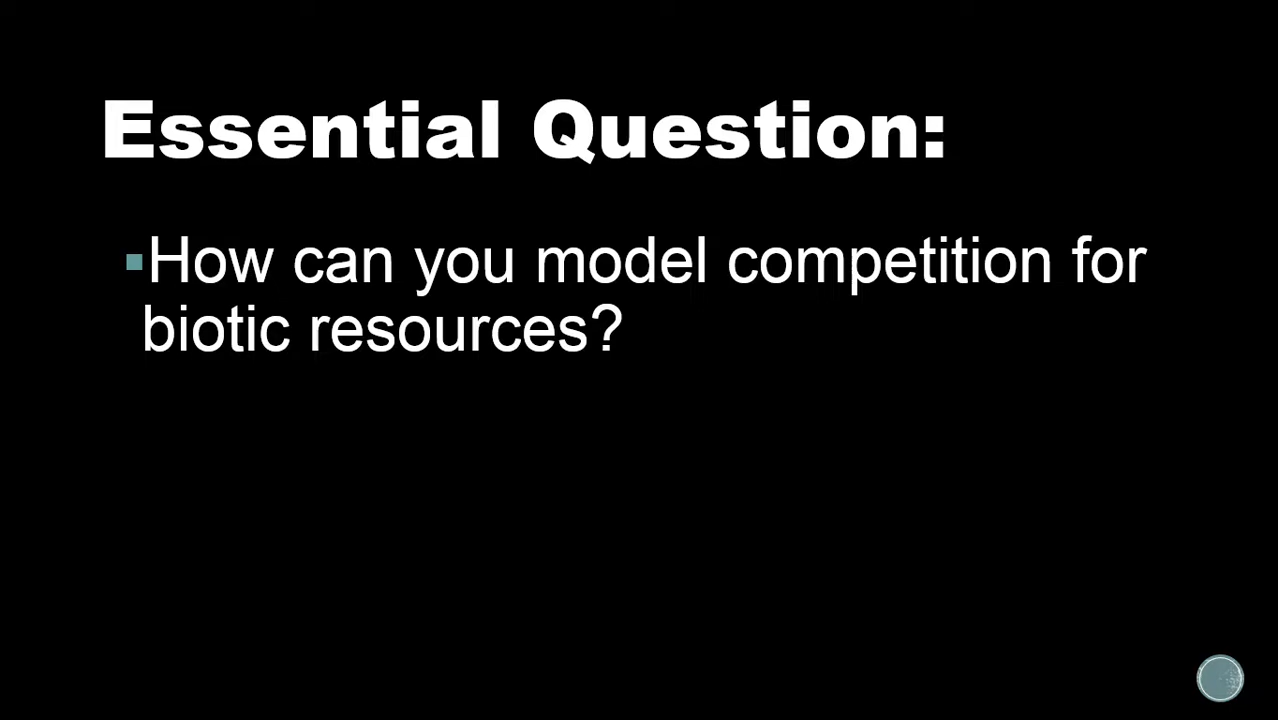 Essential Question:
▪How can you model competition for
biotic resources?